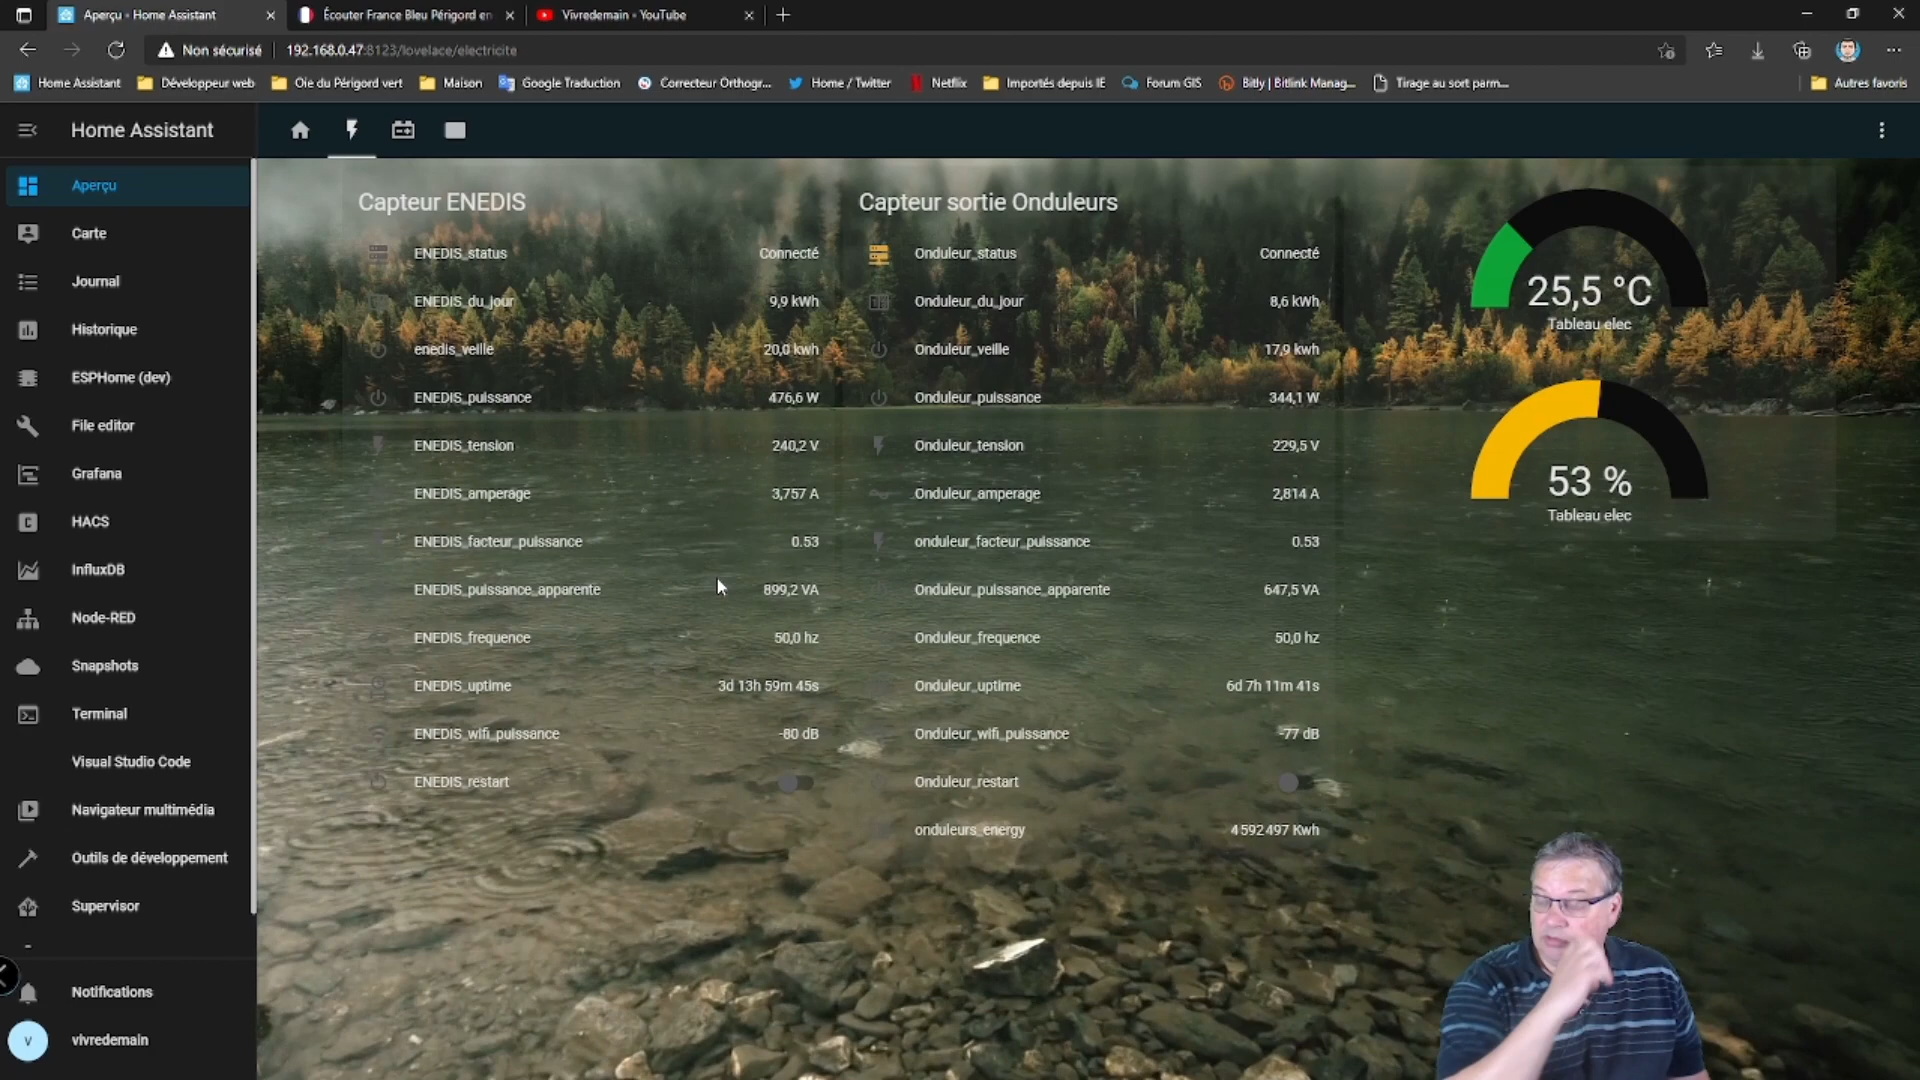 Aperçu - Home Assistant
Écouter France Bleu Périgord en
Vivredemain - YouTube
Non sécurisé
192.168.0.47:8123/lovelace/electricite
Home Assistant
Développeur web
Oie du Périgord vert
Maison
Google Traduction
Correcteur Orthogr...
Home / Twitter
Netflix
Importés depuis IE
Forum GIS
Bitly | Bitlink Manag...
Tirage au sort parm...
Autres favoris
Home Assistant
Aperçu
Carte
Journal
Historique
ESPHome (dev)
File editor
Grafana
HACS
InfluxDB
Node-RED
Snapshots
Terminal
Visual Studio Code
Navigateur multimédia
Outils de développement
Supervisor
Notifications
v
vivredemain
Capteur ENEDIS
ENEDIS_status Connecté
ENEDIS_du_jour 9,9 kWh
enedis_veille 20,0 kwh
ENEDIS_puissance 476,6 W
ENEDIS_tension 240,2 V
ENEDIS_amperage 3,757 A
ENEDIS_facteur_puissance 0.53
ENEDIS_puissance_apparente 899,2 VA
ENEDIS_frequence 50,0 hz
ENEDIS_uptime 3d 13h 59m 45s
ENEDIS_wifi_puissance -80 dB
ENEDIS_restart
Capteur sortie Onduleurs
Onduleur_status Connecté
Onduleur_du_jour 8,6 kWh
Onduleur_veille 17,9 kwh
Onduleur_puissance 344,1 W
Onduleur_tension 229,5 V
Onduleur_amperage 2,814 A
onduleur_facteur_puissance 0.53
Onduleur_puissance_apparente 647,5 VA
Onduleur_frequence 50,0 hz
Onduleur_uptime 6d 7h 11m 41s
Onduleur_wifi_puissance -77 dB
Onduleur_restart
onduleurs_energy 4 592 497 Kwh
25,5 °C
Tableau elec
53 %
Tableau elec